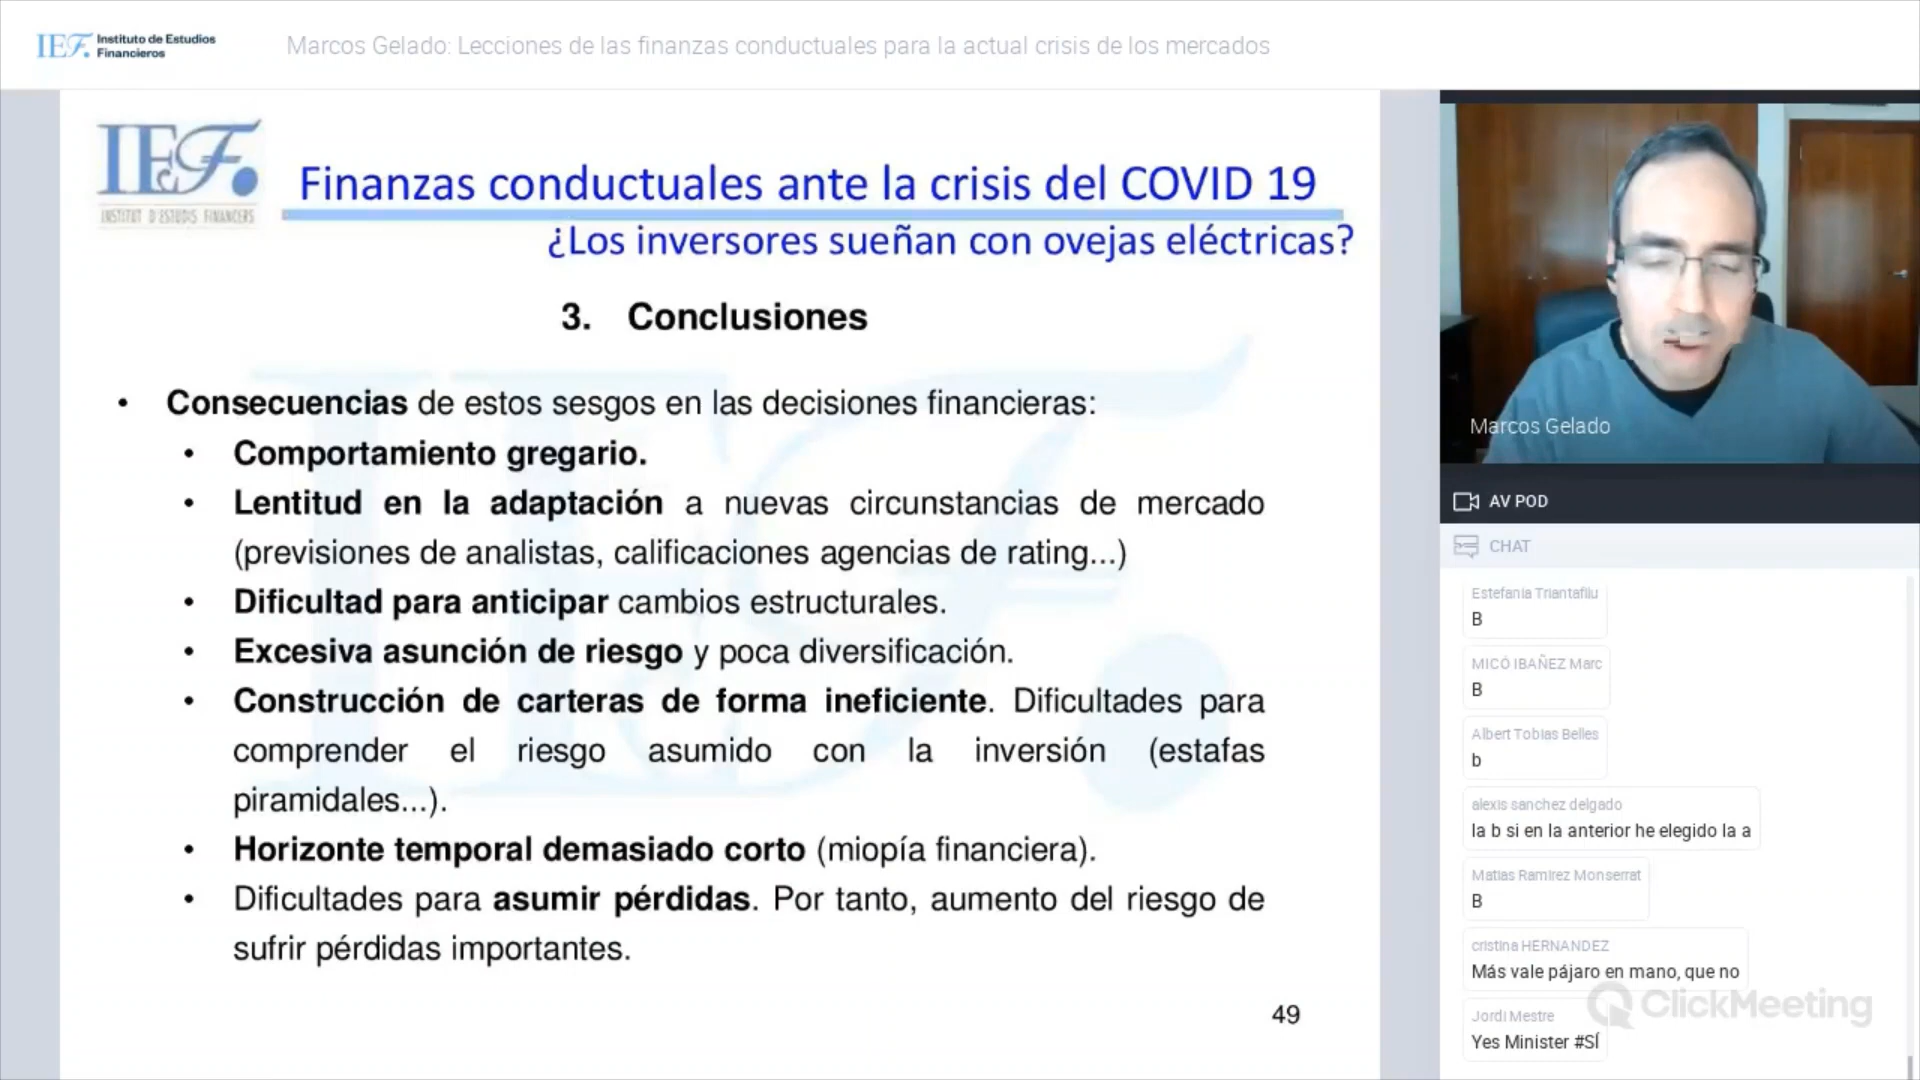 IEF. Instituto de Estudios
Financieros
Marcos Gelado: Lecciones de las finanzas conductuales para la actual crisis de los mercados
IEF.
INSTITUT D'ESTUDIS FINANCERS
Finanzas conductuales ante la crisis del COVID 19
¿Los inversores sueñan con ovejas eléctricas?
3. Conclusiones
• Consecuencias de estos sesgos en las decisiones financieras:
• Comportamiento gregario.
• Lentitud en la adaptación a nuevas circunstancias de mercado
(previsiones de analistas, calificaciones agencias de rating...)
• Dificultad para anticipar cambios estructurales.
• Excesiva asunción de riesgo y poca diversificación.
• Construcción de carteras de forma ineficiente. Dificultades para
comprender el riesgo asumido con la inversión (estafas
piramidales...).
• Horizonte temporal demasiado corto (miopía financiera).
• Dificultades para asumir pérdidas. Por tanto, aumento del riesgo de
sufrir pérdidas importantes.
49
Marcos Gelado
AV POD
CHAT
Estefania Triantafilu
B
MICÓ IBAÑEZ Marc
B
Albert Tobias Belles
b
alexis sanchez delgado
la b si en la anterior he elegido la a
Matias Ramirez Monserrat
B
cristina HERNANDEZ
Más vale pájaro en mano, que no
Jordi Mestre
Yes Minister #SÍ
ClickMeeting